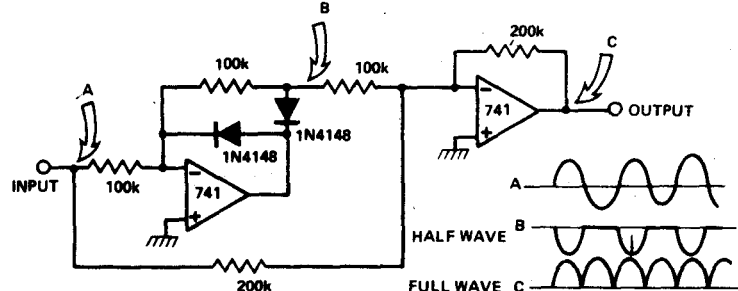 B
200k
C
100k
100k
A
741
OUTPUT
1N4148
1N4148
INPUT
100k
741
A
B
HALF WAVE
200k
FULL WAVE C